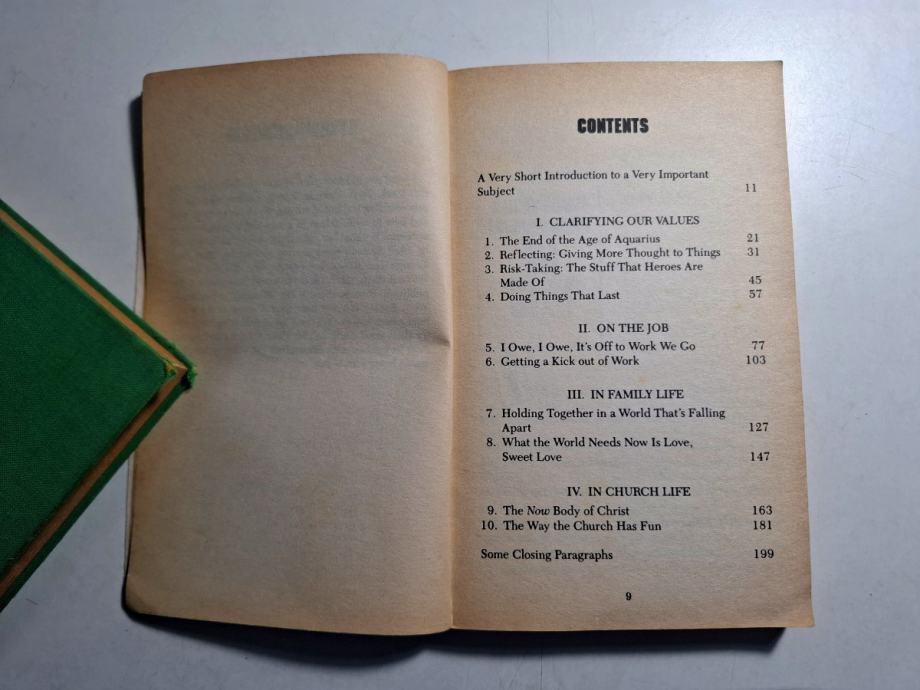 CONTENTS
A Very Short Introduction to a Very Important
Subject 11
I. CLARIFYING OUR VALUES
1. The End of the Age of Aquarius 21
2. Reflecting: Giving More Thought to Things 31
3. Risk-Taking: The Stuff That Heroes Are
Made Of 45
4. Doing Things That Last 57
II. ON THE JOB
5. I Owe, I Owe, It's Off to Work We Go 77
6. Getting a Kick out of Work 103
III. IN FAMILY LIFE
7. Holding Together in a World That's Falling
Apart 127
8. What the World Needs Now Is Love,
Sweet Love 147
IV. IN CHURCH LIFE
9. The Now Body of Christ 163
10. The Way the Church Has Fun 181
Some Closing Paragraphs 199
9